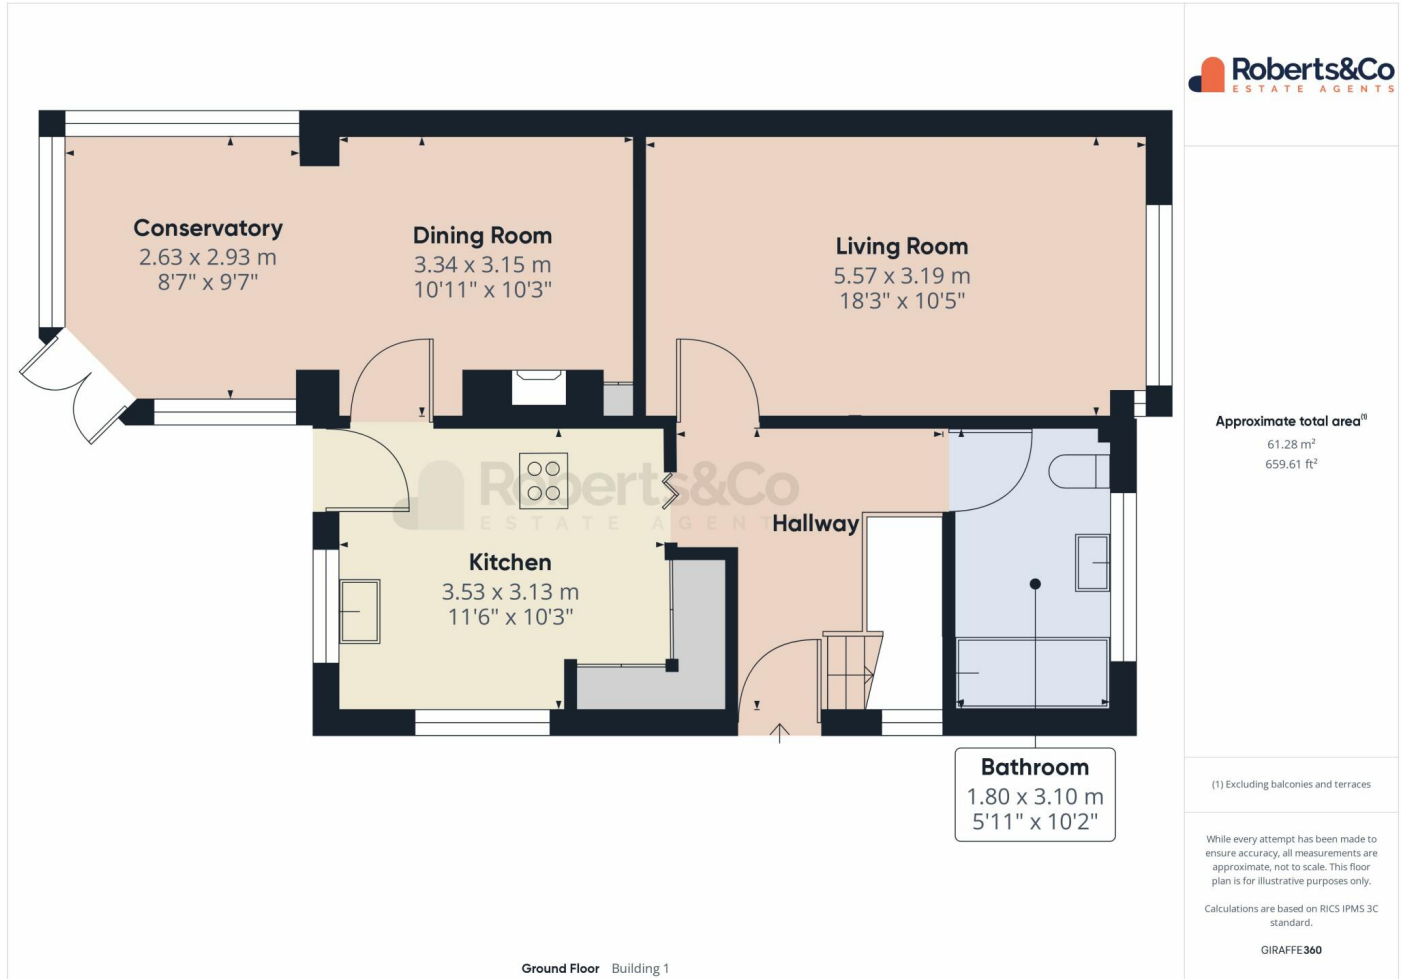 Roberts&Co
ESTATE AGENTS
Conservatory
2.63 x 2.93 m
8'7" x 9'7"
Dining Room
3.34 x 3.15 m
10'11" x 10'3"
Living Room
5.57 x 3.19 m
18'3" x 10'5"
Approximate total area(1)
61.28 m²
659.61 ft²
Roberts&Co
ESTATE AGENTS
Hallway
Kitchen
3.53 x 3.13 m
11'6" x 10'3"
Bathroom
1.80 x 3.10 m
5'11" x 10'2"
(1) Excluding balconies and terraces
While every attempt has been made to
ensure accuracy, all measurements are
approximate, not to scale. This floor
plan is for illustrative purposes only.
Calculations are based on RICS IPMS 3C
standard.
GIRAFFE360
Ground Floor Building 1